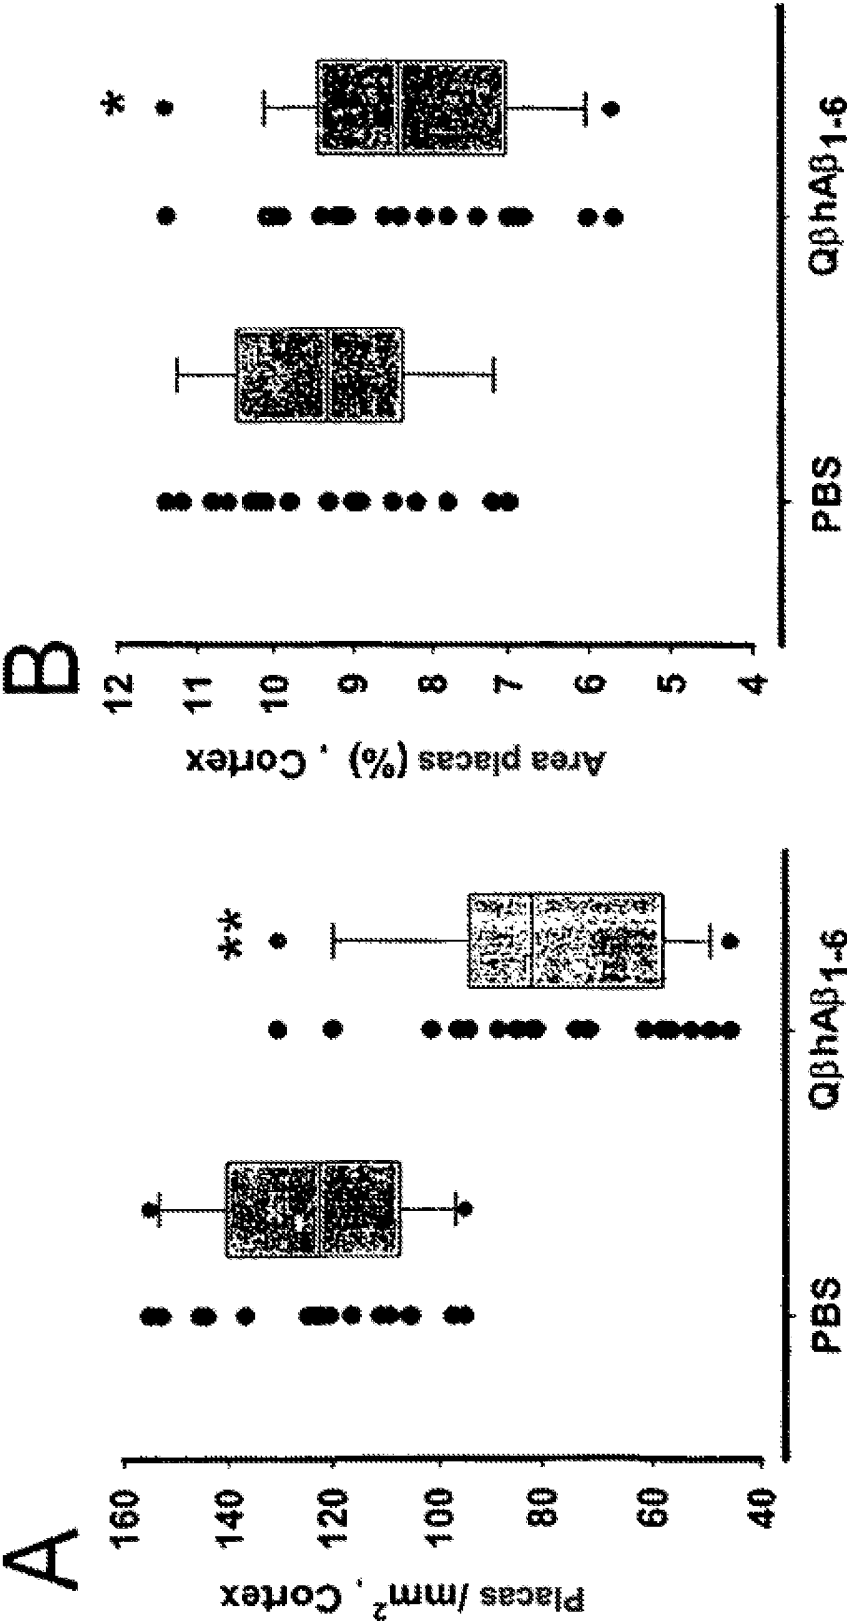 A
Placas /mm², Cortex
160
140
120
100
80
60
40
**
PBS
QβhAβ1-6
B
Area placas (%) , Cortex
12
11
10
9
8
7
6
5
4
*
PBS
QβhAβ1-6